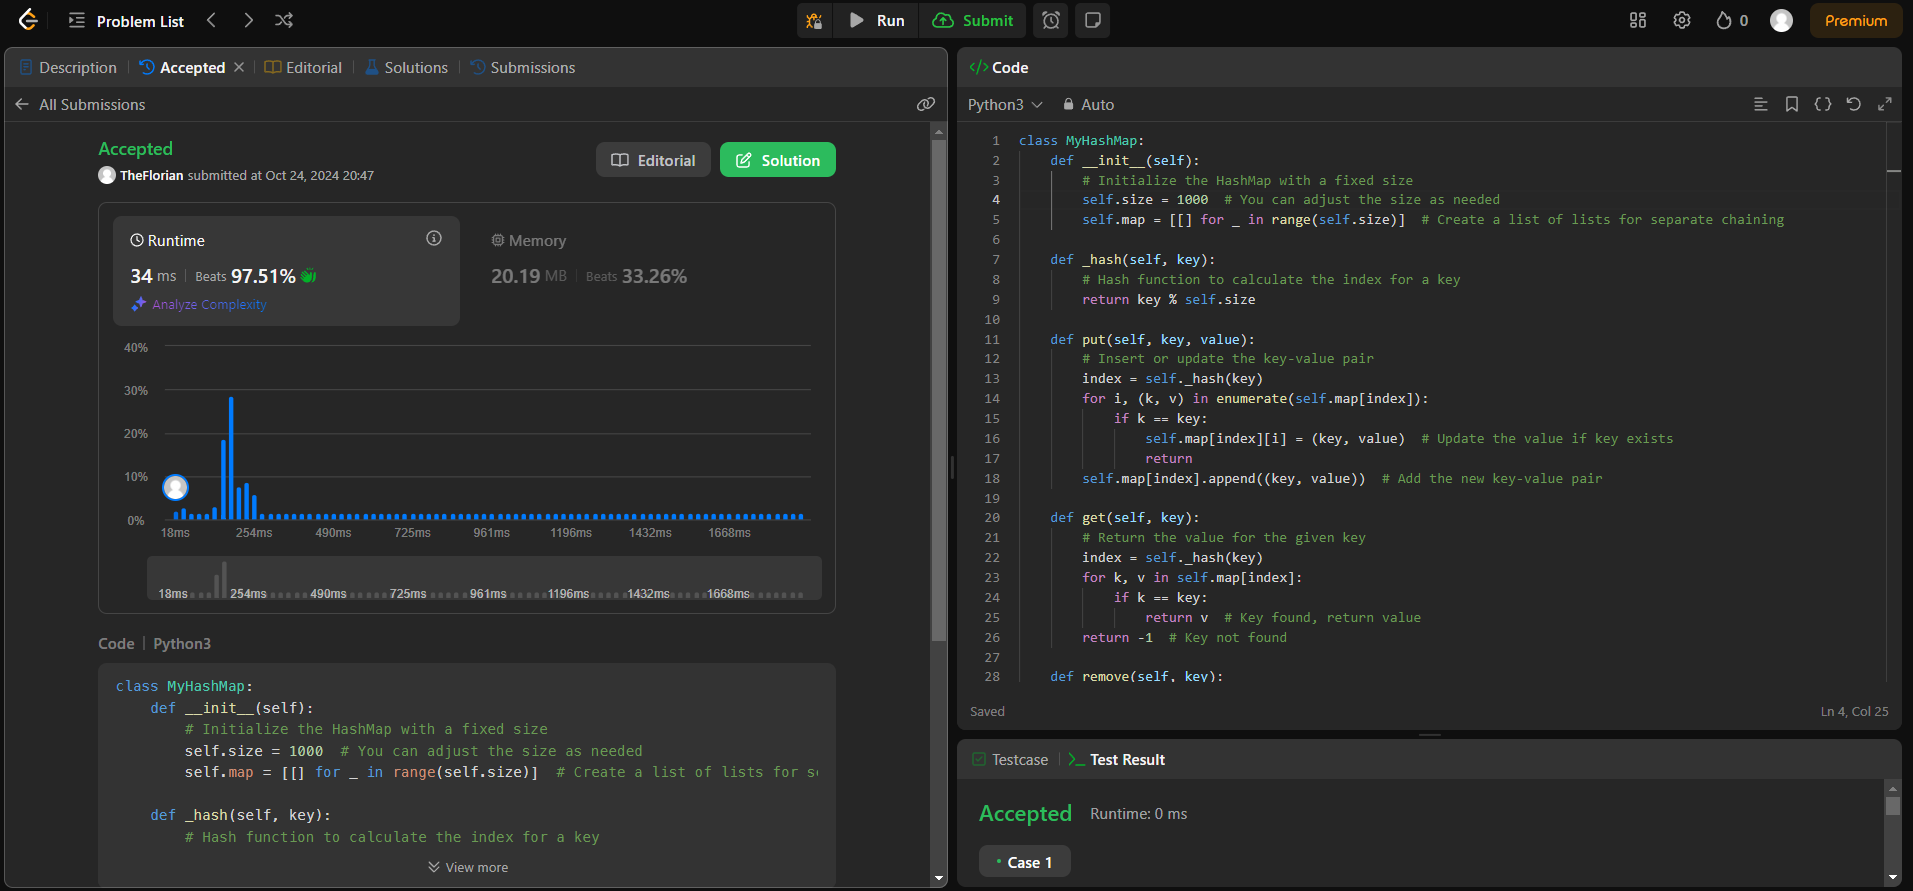 Problem List
Run
Submit
0
Premium
Description
Accepted
Editorial
Solutions
Submissions
All Submissions
Accepted
TheFlorian submitted at Oct 24, 2024 20:47
Editorial
Solution
Runtime
34 ms | Beats 97.51%
Analyze Complexity
Memory
20.19 MB | Beats 33.26%
40%
30%
20%
10%
0%
18ms 254ms 490ms 725ms 961ms 1196ms 1432ms 1668ms
18ms 254ms 490ms 725ms 961ms 1196ms 1432ms 1668ms
Code | Python3
class MyHashMap:
    def __init__(self):
        # Initialize the HashMap with a fixed size
        self.size = 1000  # You can adjust the size as needed
        self.map = [[] for _ in range(self.size)]  # Create a list of lists for s
    def _hash(self, key):
        # Hash function to calculate the index for a key
View more
</> Code
Python3
Auto
1 class MyHashMap:
2     def __init__(self):
3         # Initialize the HashMap with a fixed size
4         self.size = 1000  # You can adjust the size as needed
5         self.map = [[] for _ in range(self.size)]  # Create a list of lists for separate chaining
6
7     def _hash(self, key):
8         # Hash function to calculate the index for a key
9         return key % self.size
10
11     def put(self, key, value):
12         # Insert or update the key-value pair
13         index = self._hash(key)
14         for i, (k, v) in enumerate(self.map[index]):
15             if k == key:
16                 self.map[index][i] = (key, value)  # Update the value if key exists
17                 return
18         self.map[index].append((key, value))  # Add the new key-value pair
19
20     def get(self, key):
21         # Return the value for the given key
22         index = self._hash(key)
23         for k, v in self.map[index]:
24             if k == key:
25                 return v  # Key found, return value
26         return -1  # Key not found
27
28     def remove(self, key):
Saved
Ln 4, Col 25
Testcase
Test Result
Accepted
Runtime: 0 ms
Case 1